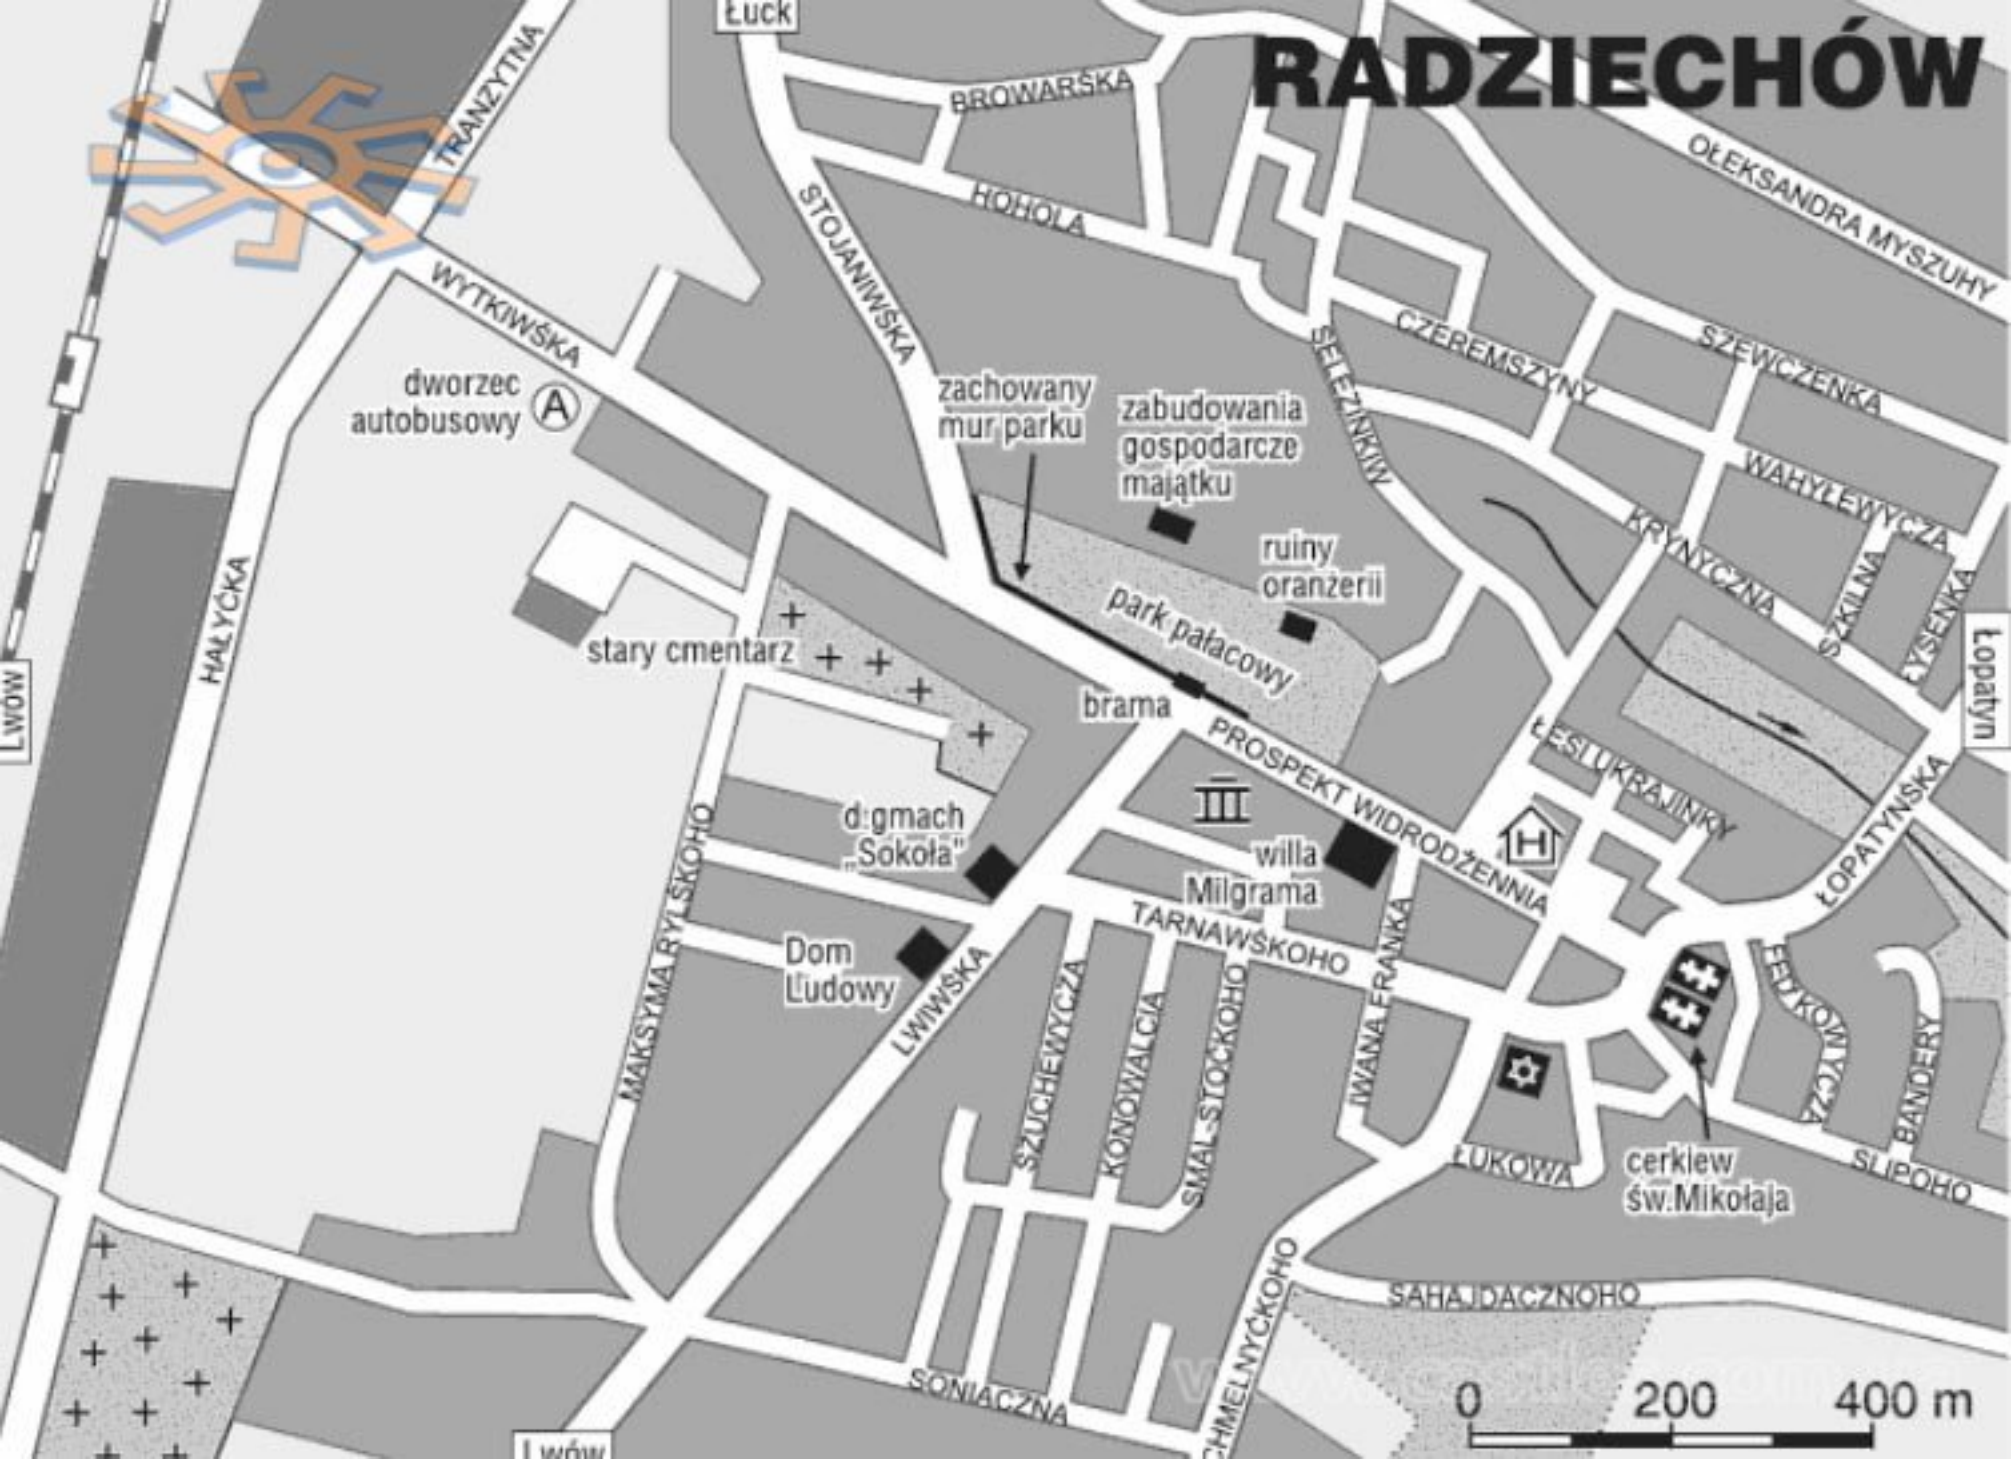 Łuck
RADZIECHÓW
TRANZYTNA
BROWARŚKA
OŁEKSANDRA MYSZUHY
HOHOLA
STOJANIWŚKA
WYTKIWŚKA
CZEREMSZYNY
SZEWCZENKA
SELEZINKIW
dworzec
autobusowy
A
zachowany
mur parku
zabudowania
gospodarcze
majątku
WAHYŁEWYCZA
KRYNYCZNA
ruiny
oranżerii
SZKILNA
ŁYSENKA
HAŁYĆKA
park pałacowy
stary cmentarz
Łopatyn
Lwów
brama
PROSPEKT WIDRODŻENNIA
ŁESI UKRAJINKY
ŁOPATYNŚKA
d.gmach
„Sokoła"
H
willa
Milgrama
MAKSYMA RYLŚKOHO
TARNAWŚKOHO
IWANA FRANKA
Dom
Ludowy
LWIWŚKA
SZUCHEWYCZA
KONOWALCIA
SMAL-STOCKOHO
FEDKOWYCZA
BANDERY
ŁUKOWA
cerkiew
św.Mikołaja
SLIPOHO
CHMELNYĆKOHO
SAHAJDACZNOHO
SONIACZNA
0 200 400 m
Lwów